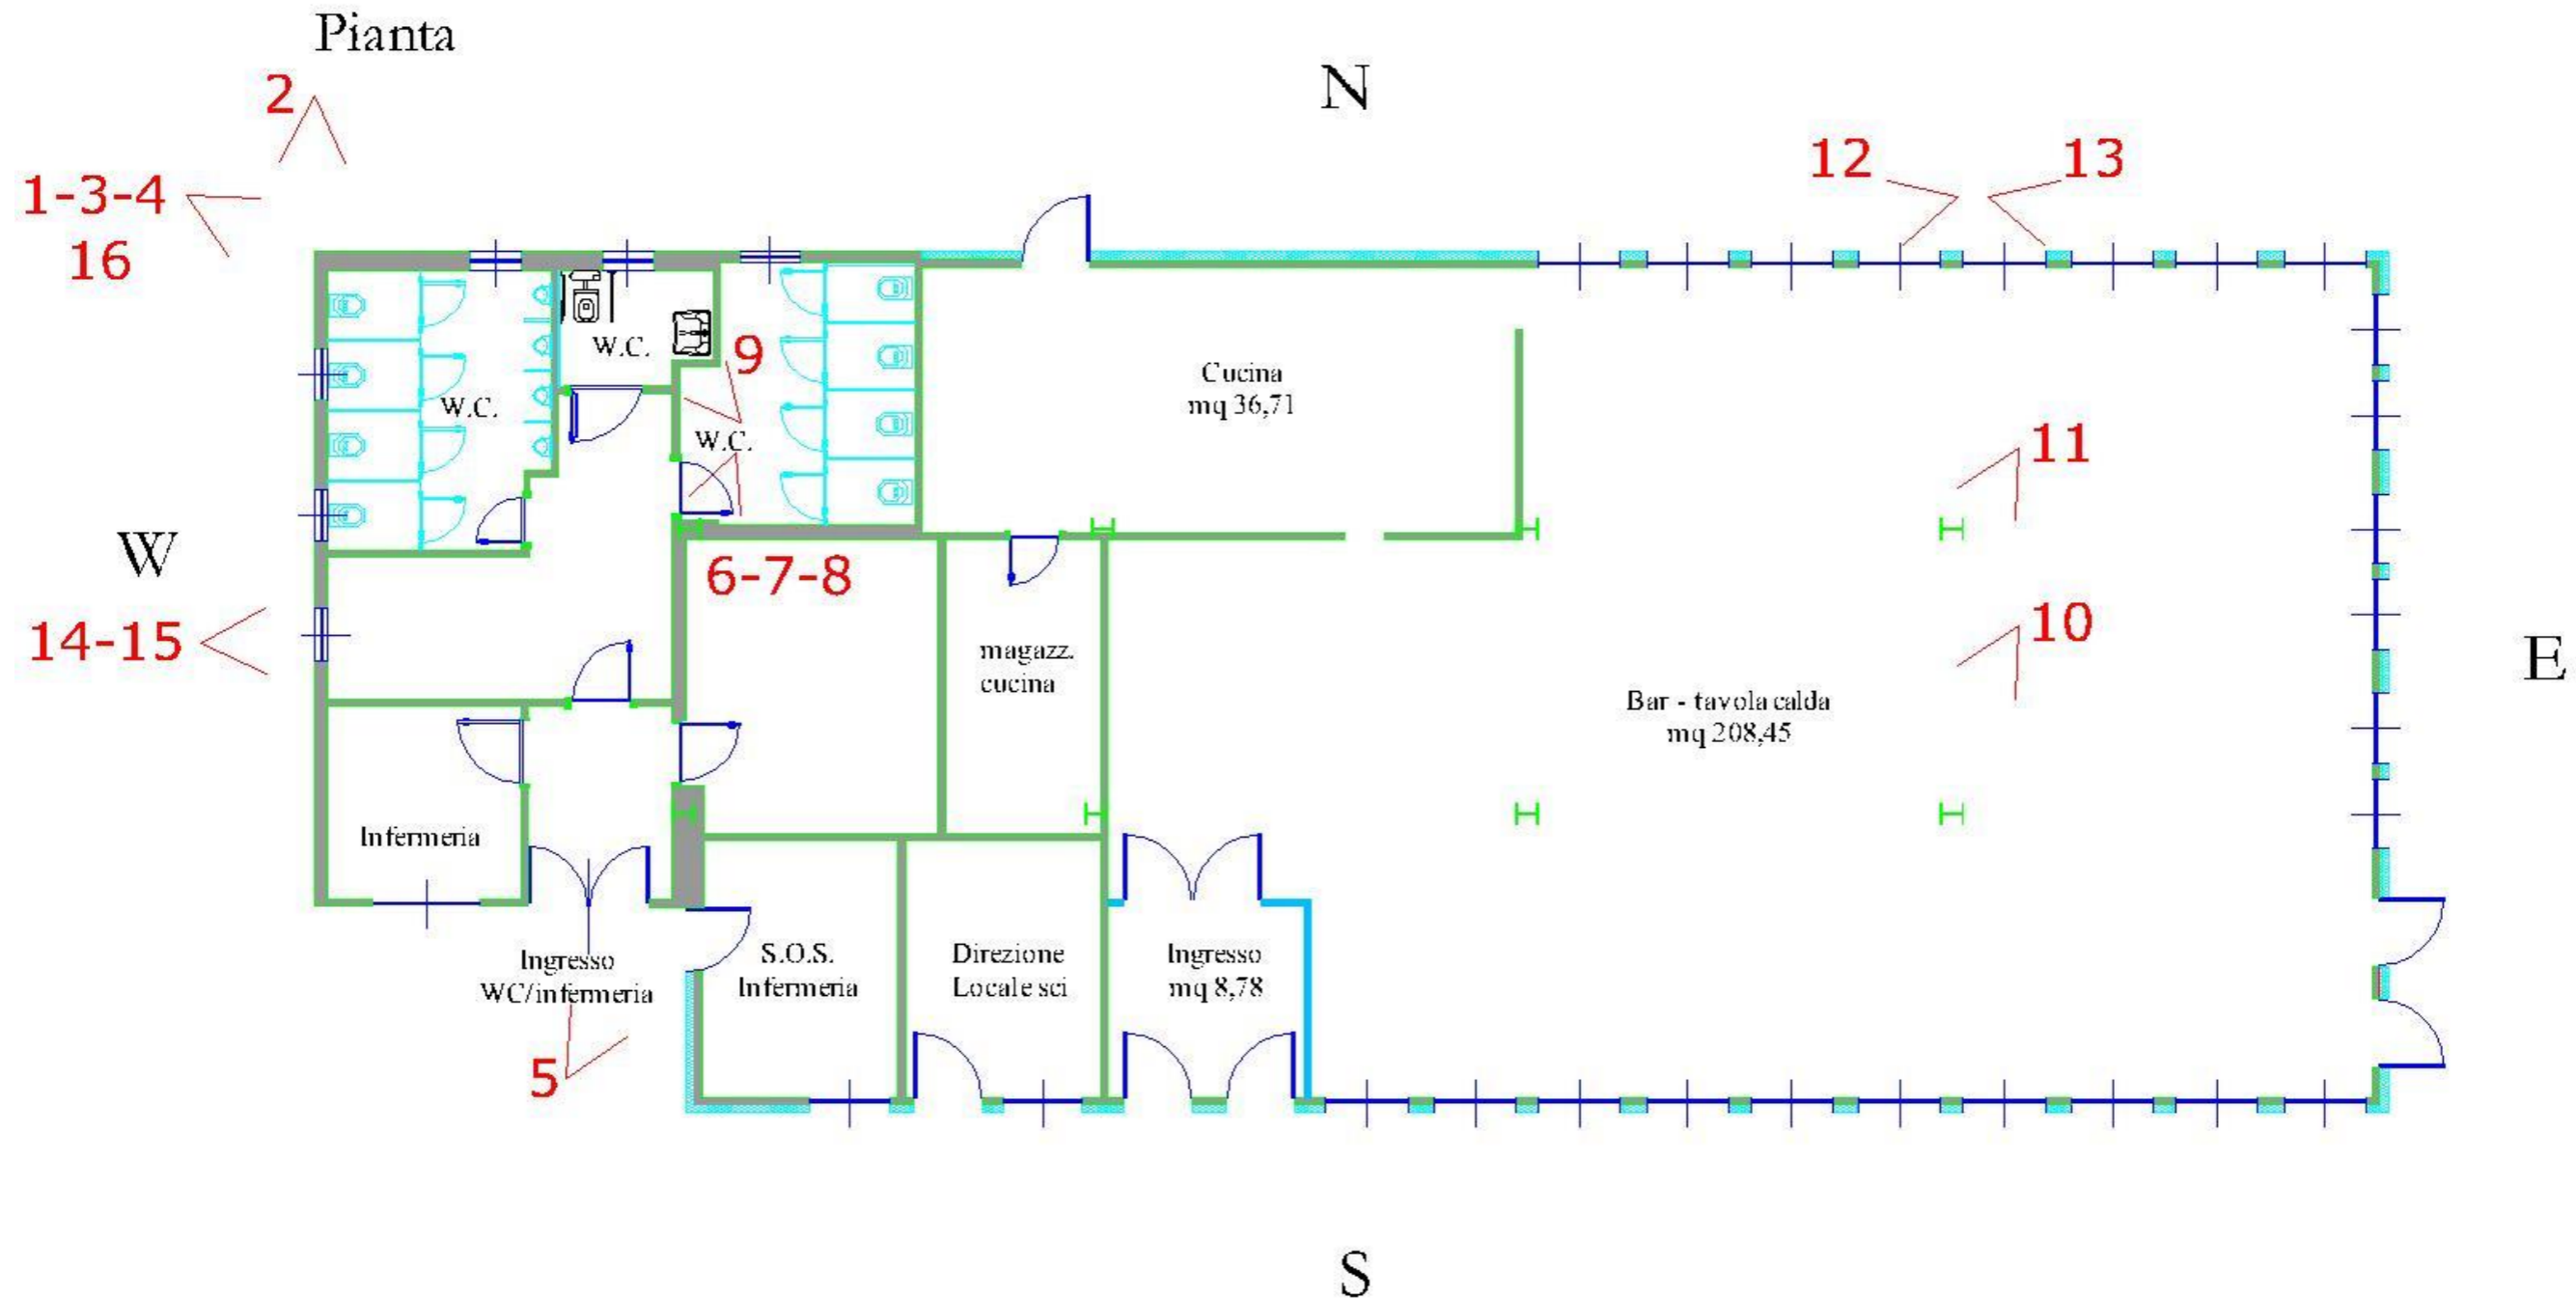 Pianta
2
N
12
13
1-3-4
16
9
W.C.
W.C.
W.C.
Cucina
mq 36,71
11
W
14-15
6-7-8
magazz.
cucina
10
Bar - tavola calda
mq 208,45
E
Infermeria
Ingresso
WC/infermeria
S.O.S.
Infermeria
Direzione
Locale sci
Ingresso
mq 8,78
5
S